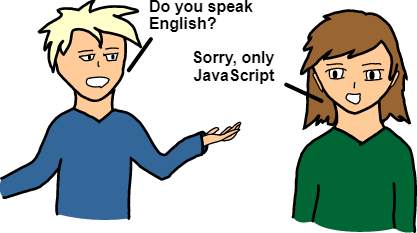 Do you speak
English?
Sorry, only
JavaScript